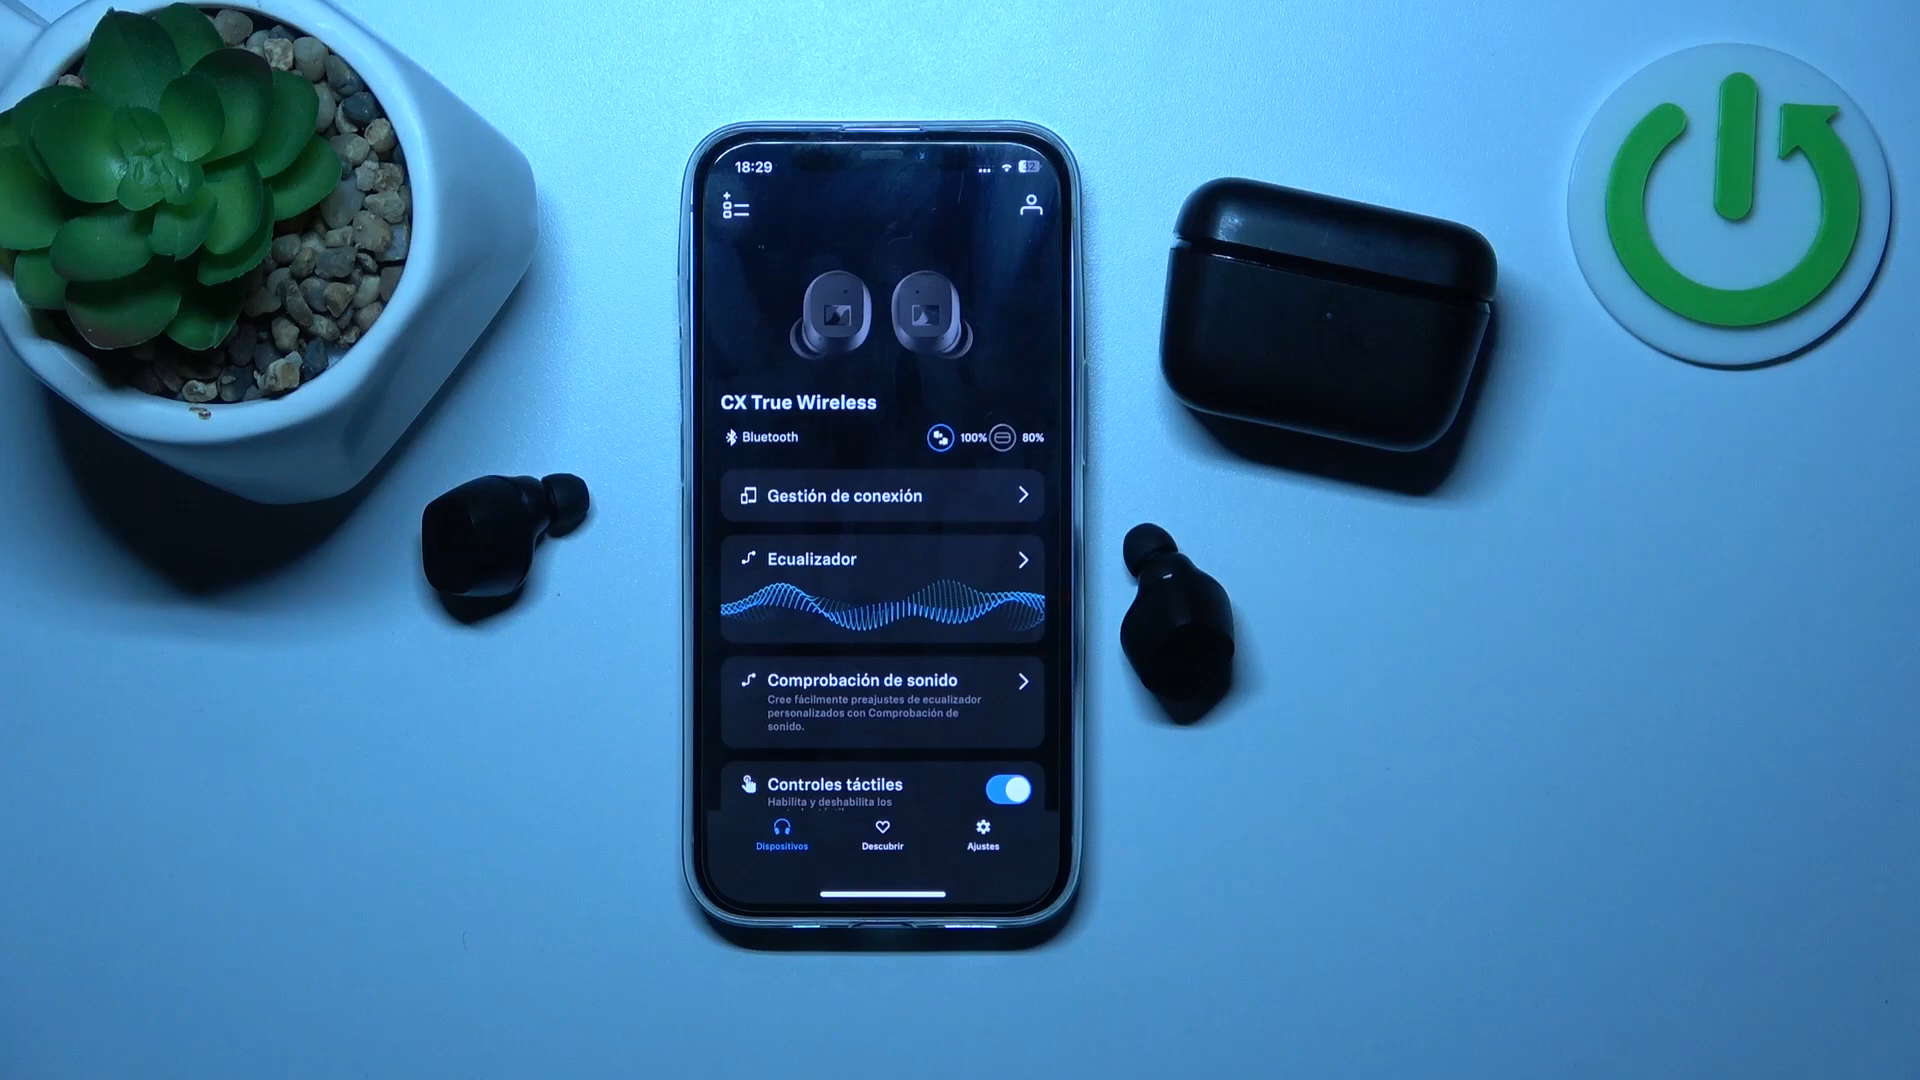 18:29
32
CX True Wireless
Bluetooth
100%
80%
Gestión de conexión
Ecualizador
Comprobación de sonido
Cree fácilmente preajustes de ecualizador
personalizados con Comprobación de
sonido.
Controles táctiles
Habilita y deshabilita los
Dispositivos
Descubrir
Ajustes